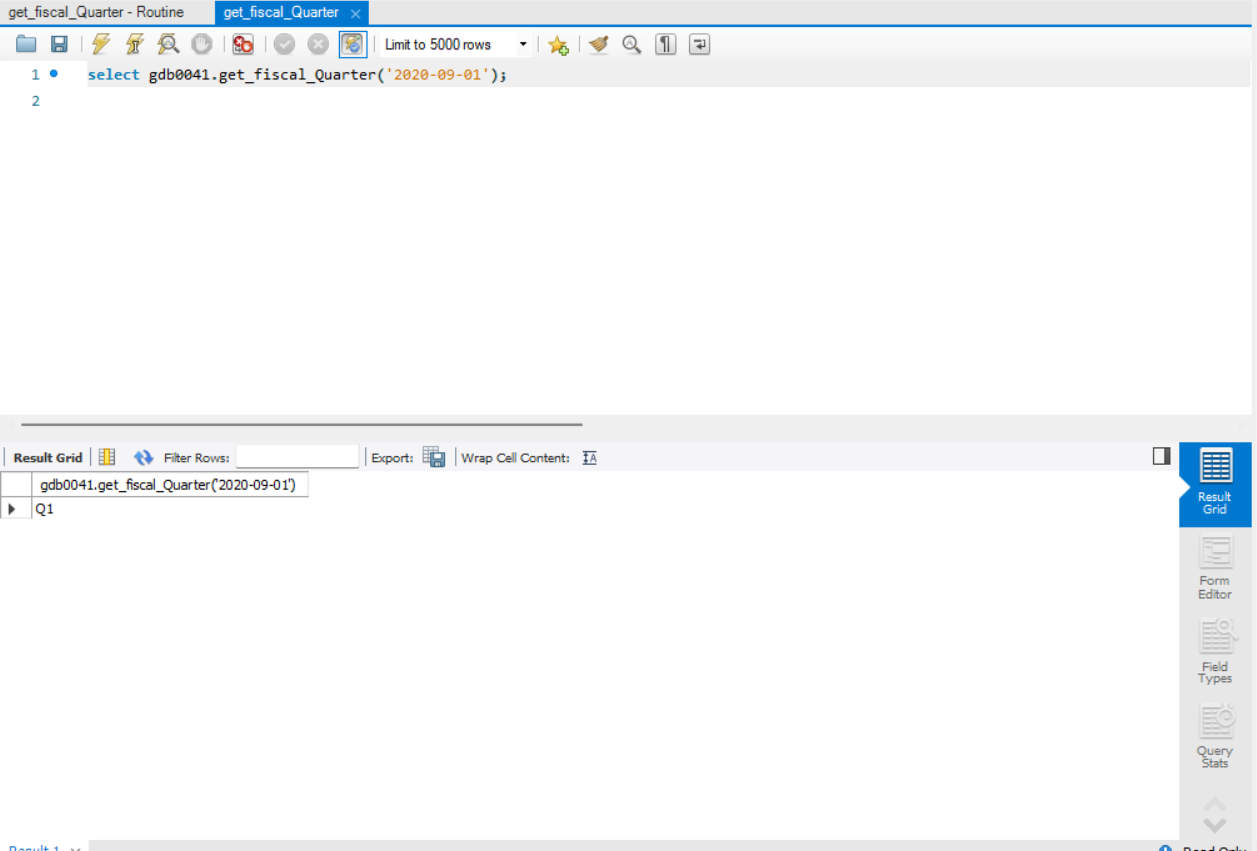 get_fiscal_Quarter - Routine get_fiscal_Quarter
Limit to 5000 rows
1 select gdb0041.get_fiscal_Quarter('2020-09-01');
2
Result Grid Filter Rows: Export: Wrap Cell Content:
gdb0041.get_fiscal_Quarter('2020-09-01')
Q1
Result
Grid
Form
Editor
Field
Types
Query
Stats
Result 1 Read Only